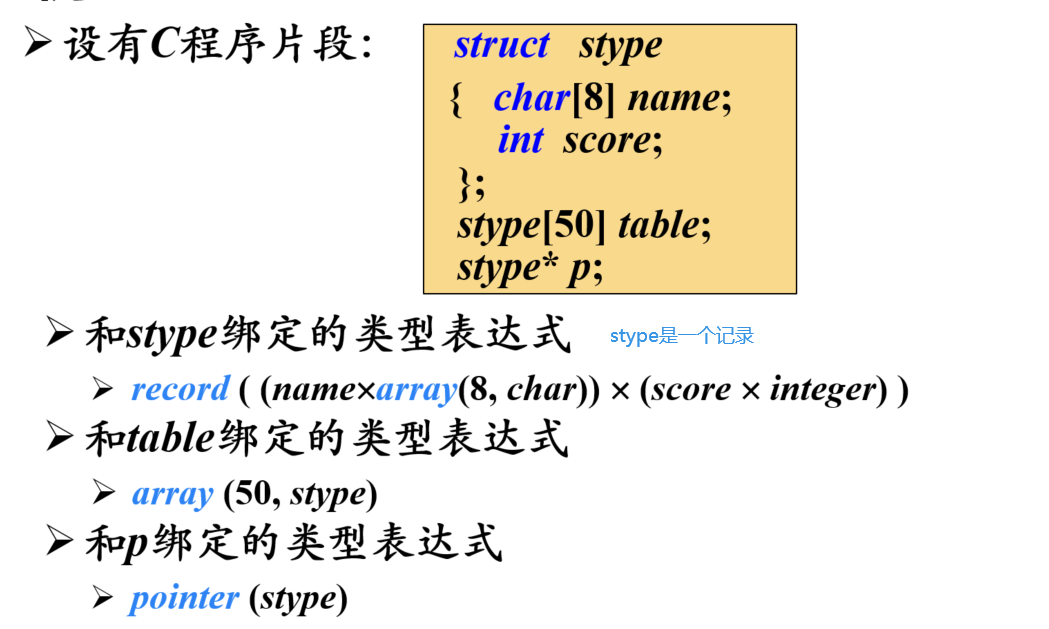 设有C程序片段:
struct stype
{ char[8] name;
int score;
};
stype[50] table;
stype* p;
和stype绑定的类型表达式
stype是一个记录
record ( (name×array(8, char)) × (score × integer) )
和table绑定的类型表达式
array (50, stype)
和p绑定的类型表达式
pointer (stype)